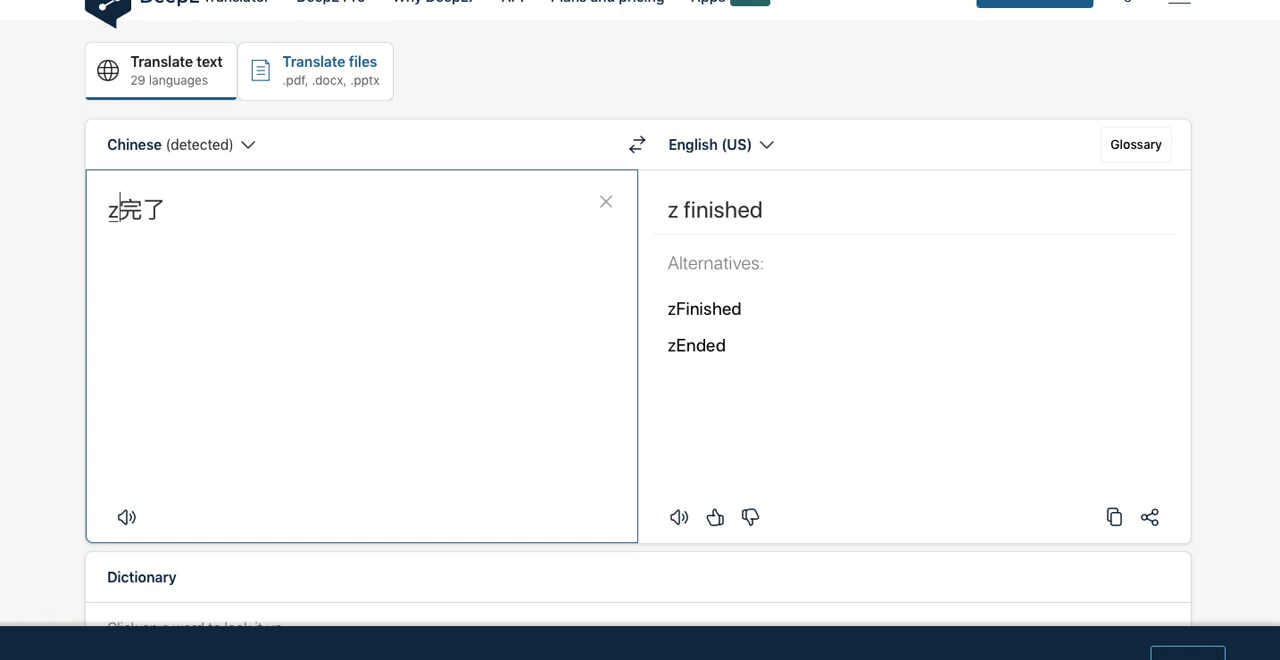 Translate text
29 languages
Translate files
.pdf, .docx, .pptx
Chinese (detected)
English (US)
Glossary
z完了
z finished
Alternatives:
zFinished
zEnded
Dictionary